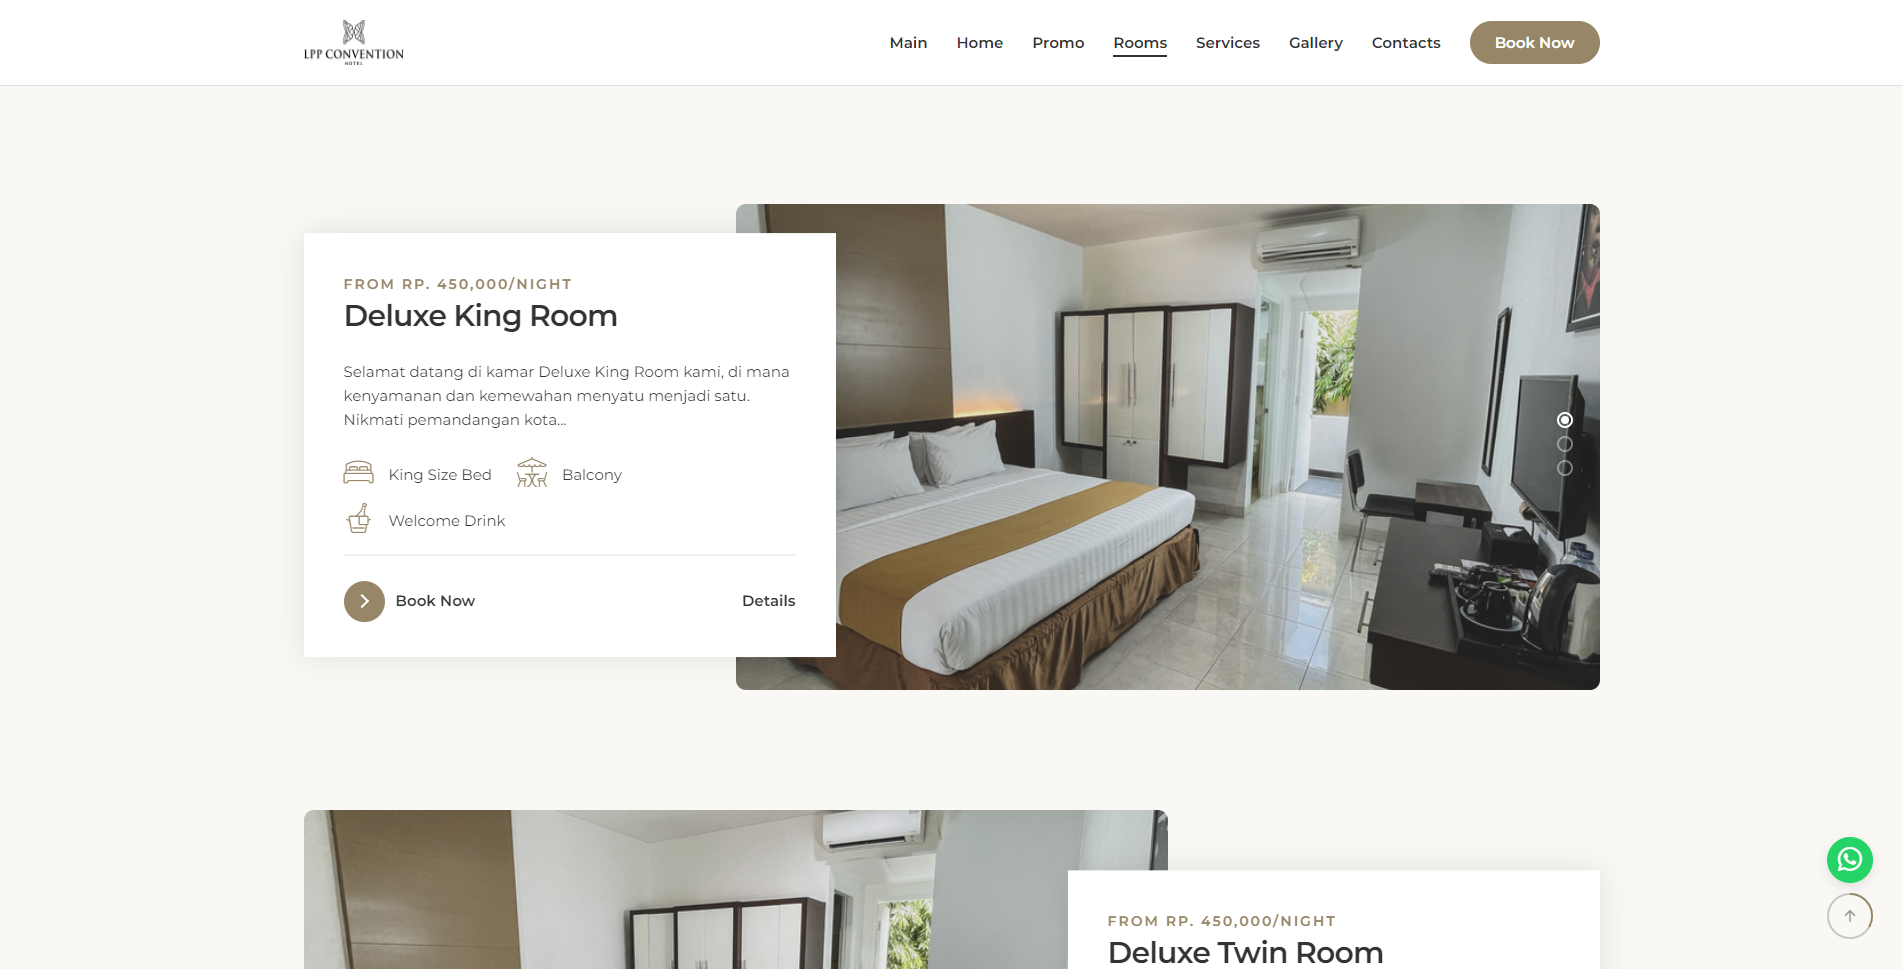 LPP CONVENTION
HOTEL
Main
Home
Promo
Rooms
Services
Gallery
Contacts
Book Now
FROM RP. 450,000/NIGHT
Deluxe King Room
Selamat datang di kamar Deluxe King Room kami, di mana
kenyamanan dan kemewahan menyatu menjadi satu.
Nikmati pemandangan kota...
King Size Bed
Balcony
Welcome Drink
Book Now
Details
FROM RP. 450,000/NIGHT
Deluxe Twin Room